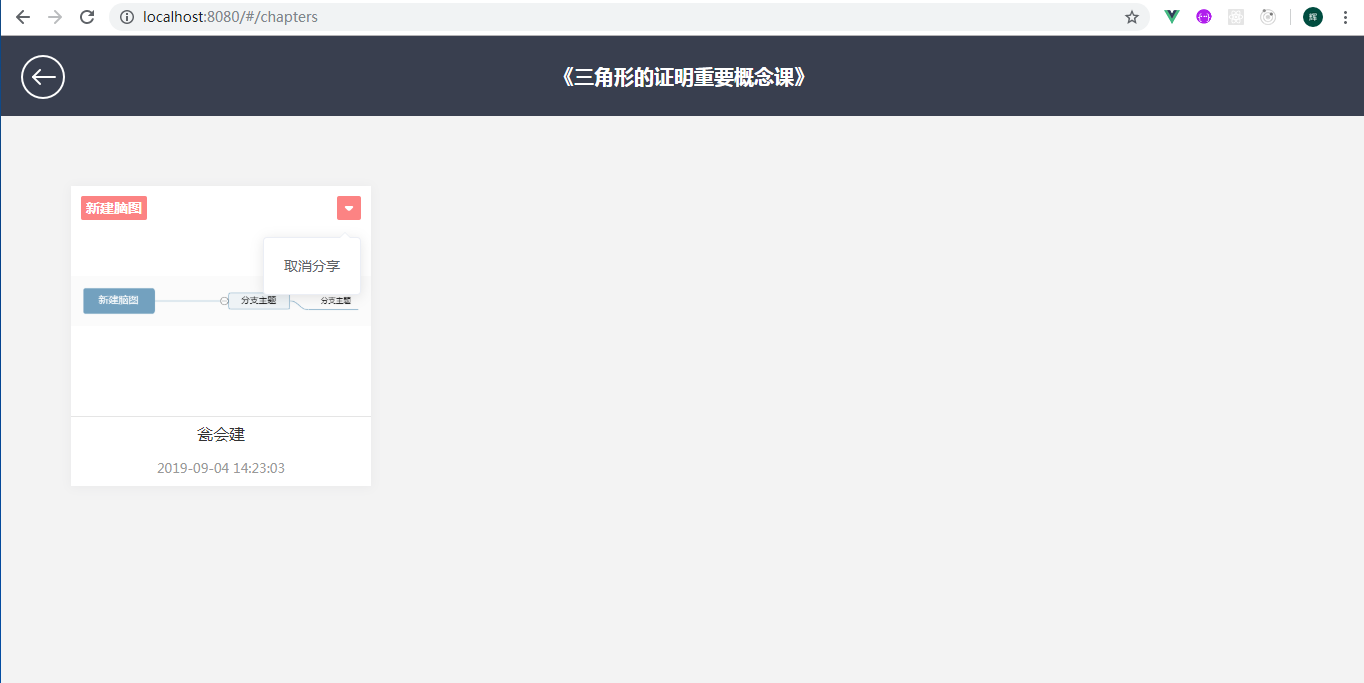 localhost:8080/#/chapters
辉
《三角形的证明重要概念课》
新建脑图
取消分享
新建脑图 分支主题 分支主题
瓮会建
2019-09-04 14:23:03